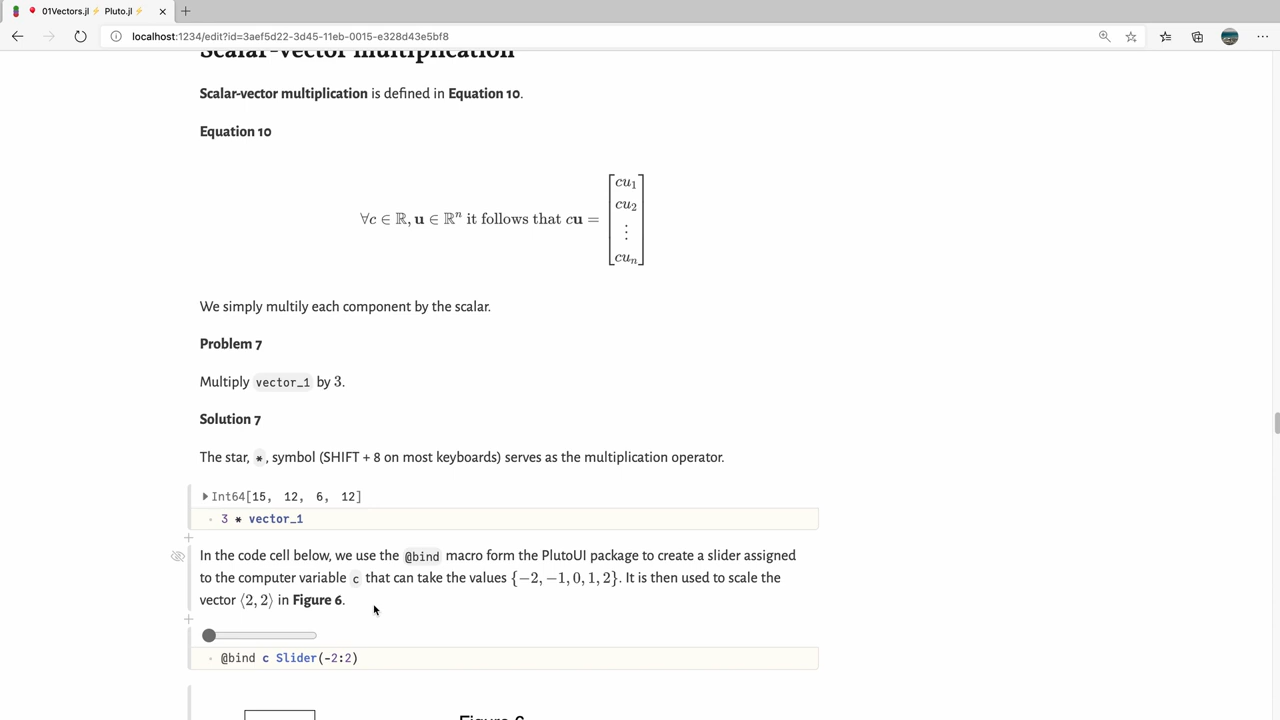 01Vectors.jl⚡ Pluto.jl⚡
localhost:1234/edit?id=3aef5d22-3d45-11eb-0015-e328d43e5bf8
Scalar-vector multiplication
Scalar-vector multiplication is defined in Equation 10.
Equation 10
∀c ∈ ℝ, u ∈ ℝⁿ it follows that cu = [cu₁ cu₂ ⋮ cuₙ]
We simply multily each component by the scalar.
Problem 7
Multiply vector_1 by 3.
Solution 7
The star, *, symbol (SHIFT + 8 on most keyboards) serves as the multiplication operator.
Int64[15, 12, 6, 12]
3 * vector_1
In the code cell below, we use the @bind macro form the PlutoUI package to create a slider assigned
to the computer variable c that can take the values {−2, −1, 0, 1, 2}. It is then used to scale the
vector ⟨2, 2⟩ in Figure 6.
@bind c Slider(-2:2)
Figure 6